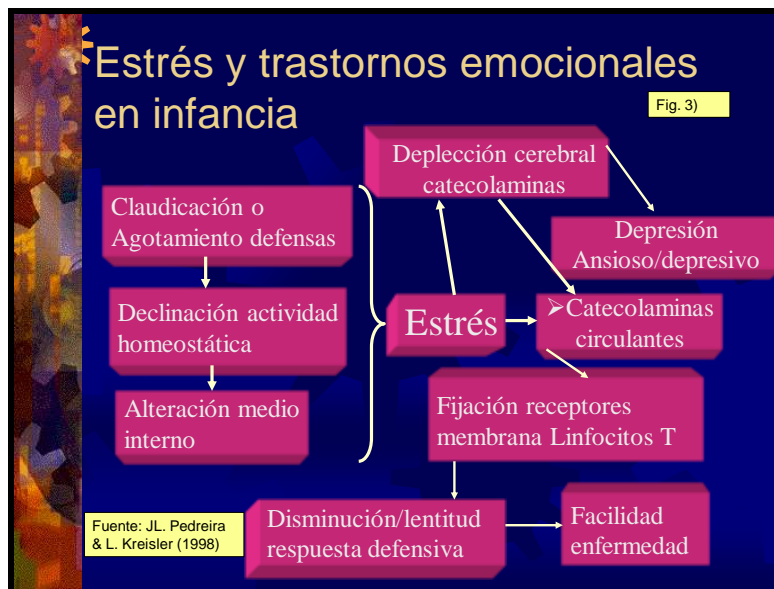 Estrés y trastornos emocionales
en infancia
Fig. 3)
Deplección cerebral
catecolaminas
Claudicación o
Agotamiento defensas
Depresión
Ansioso/depresivo
Declinación actividad
homeostática
Estrés
➢Catecolaminas
circulantes
Alteración medio
interno
Fijación receptores
membrana Linfocitos T
Fuente: JL. Pedreira
& L. Kreisler (1998)
Disminución/lentitud
respuesta defensiva
Facilidad
enfermedad